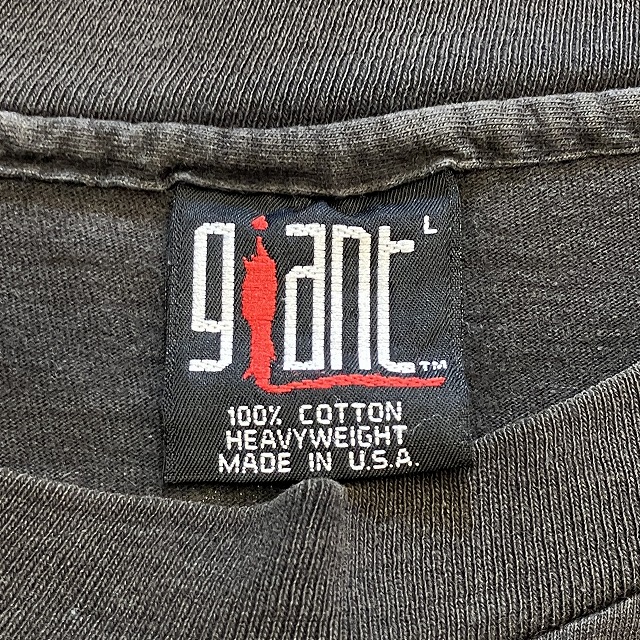 giant L
TM
100% COTTON
HEAVYWEIGHT
MADE IN U.S.A.